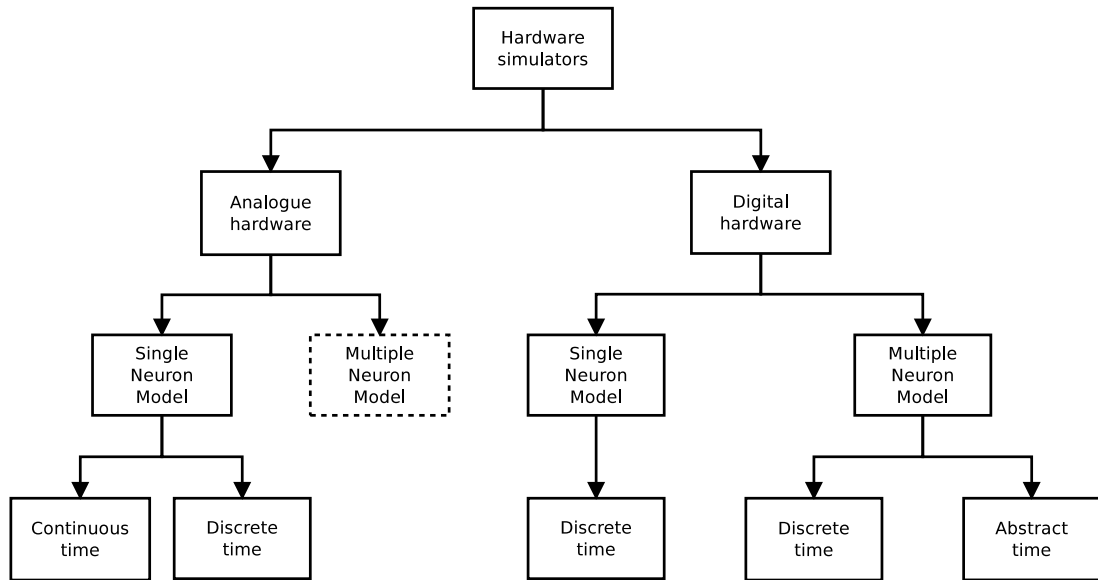 Hardware
simulators
Analogue
hardware
Digital
hardware
Single
Neuron
Model
Multiple
Neuron
Model
Single
Neuron
Model
Multiple
Neuron
Model
Continuous
time
Discrete
time
Discrete
time
Discrete
time
Abstract
time